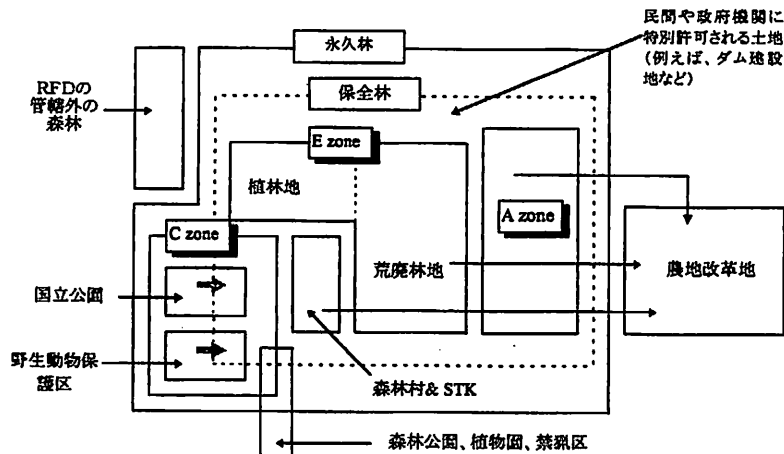 民間や政府機関に
特別許可される土地
(例えば、ダム建設
地など)
永久林
RFDの
管轄外の
森林
保全林
E zone
植林地
A zone
C zone
荒廃林地
農地改革地
国立公園
野生動物保
護区
森林村& STK
森林公園、植物園、禁猟区